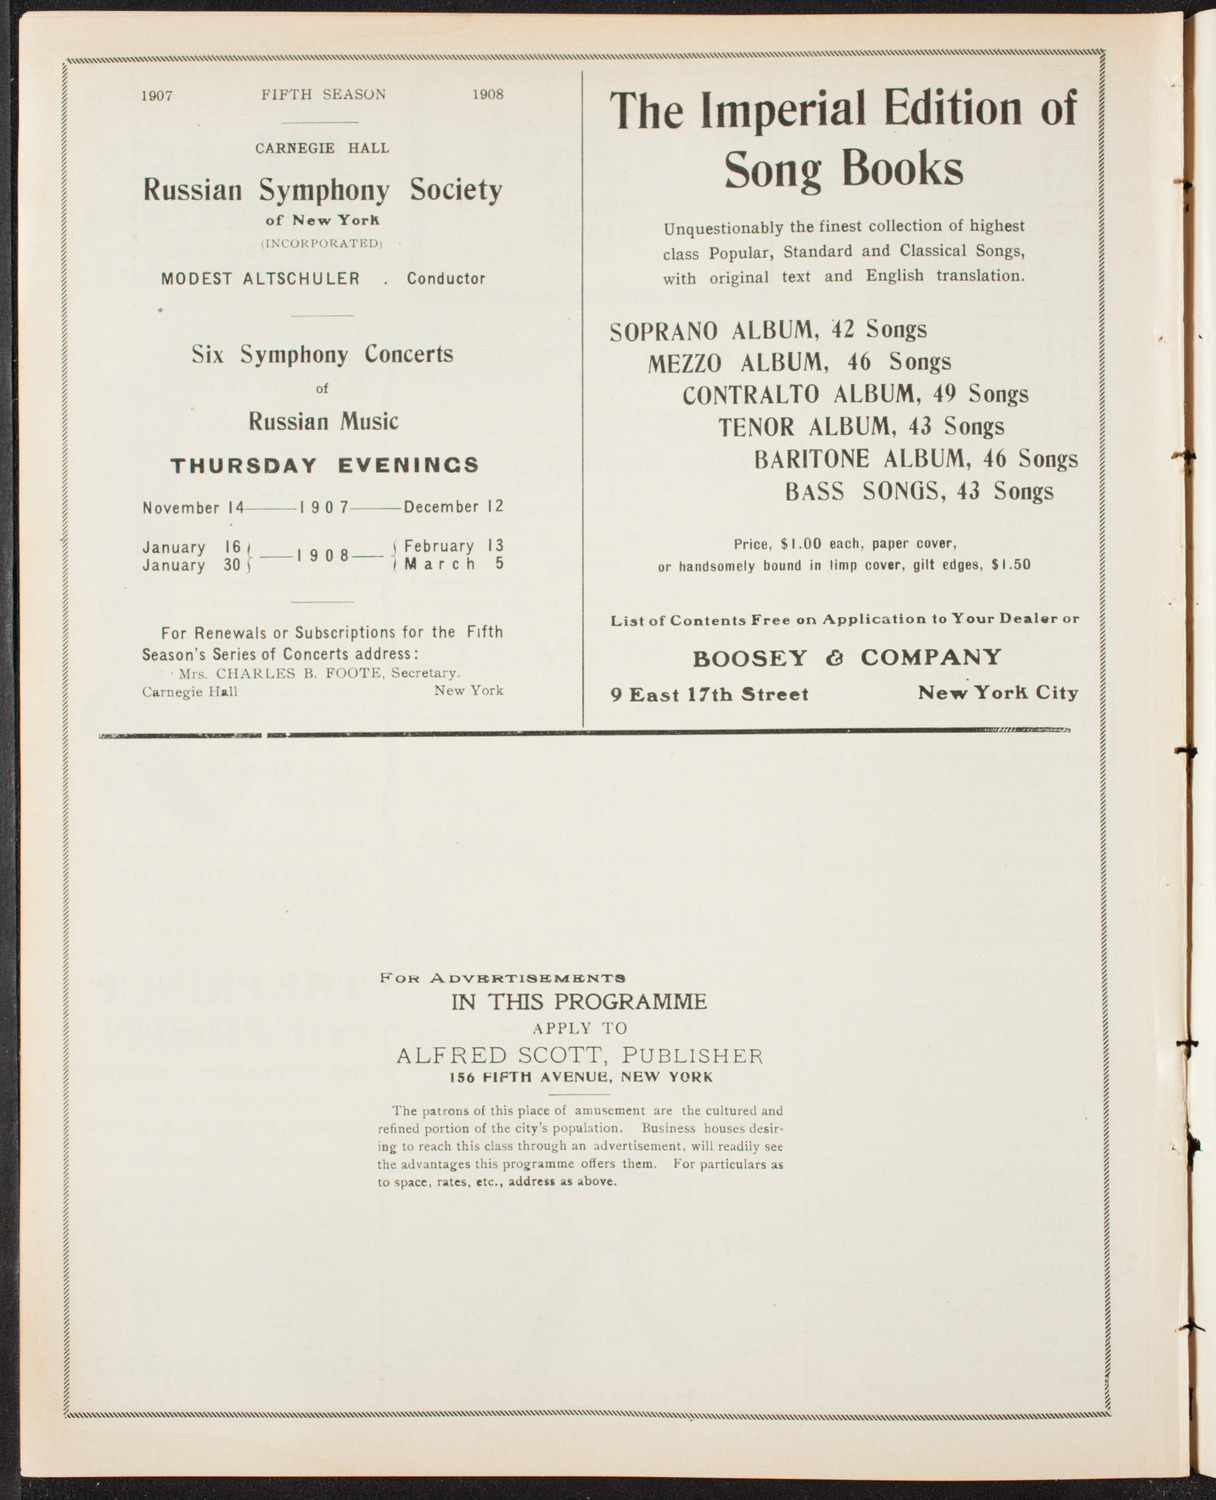 1907 FIFTH SEASON 1908
CARNEGIE HALL
Russian Symphony Society
of New York
(INCORPORATED)
MODEST ALTSCHULER . Conductor
Six Symphony Concerts
of
Russian Music
THURSDAY EVENINGS
November 14——1907——December 12
January 16 } —1908— { February 13
January 30 } { March 5
For Renewals or Subscriptions for the Fifth
Season's Series of Concerts address:
Mrs. CHARLES B. FOOTE, Secretary.
Carnegie Hall New York
The Imperial Edition of
Song Books
Unquestionably the finest collection of highest
class Popular, Standard and Classical Songs,
with original text and English translation.
SOPRANO ALBUM, 42 Songs
MEZZO ALBUM, 46 Songs
CONTRALTO ALBUM, 49 Songs
TENOR ALBUM, 43 Songs
BARITONE ALBUM, 46 Songs
BASS SONGS, 43 Songs
Price, $1.00 each, paper cover,
or handsomely bound in limp cover, gilt edges, $1.50
List of Contents Free on Application to Your Dealer or
BOOSEY & COMPANY
9 East 17th Street New York City
FOR ADVERTISEMENTS
IN THIS PROGRAMME
APPLY TO
ALFRED SCOTT, PUBLISHER
156 FIFTH AVENUE, NEW YORK
The patrons of this place of amusement are the cultured and
refined portion of the city's population. Business houses desir-
ing to reach this class through an advertisement, will readily see
the advantages this programme offers them. For particulars as
to space, rates, etc., address as above.